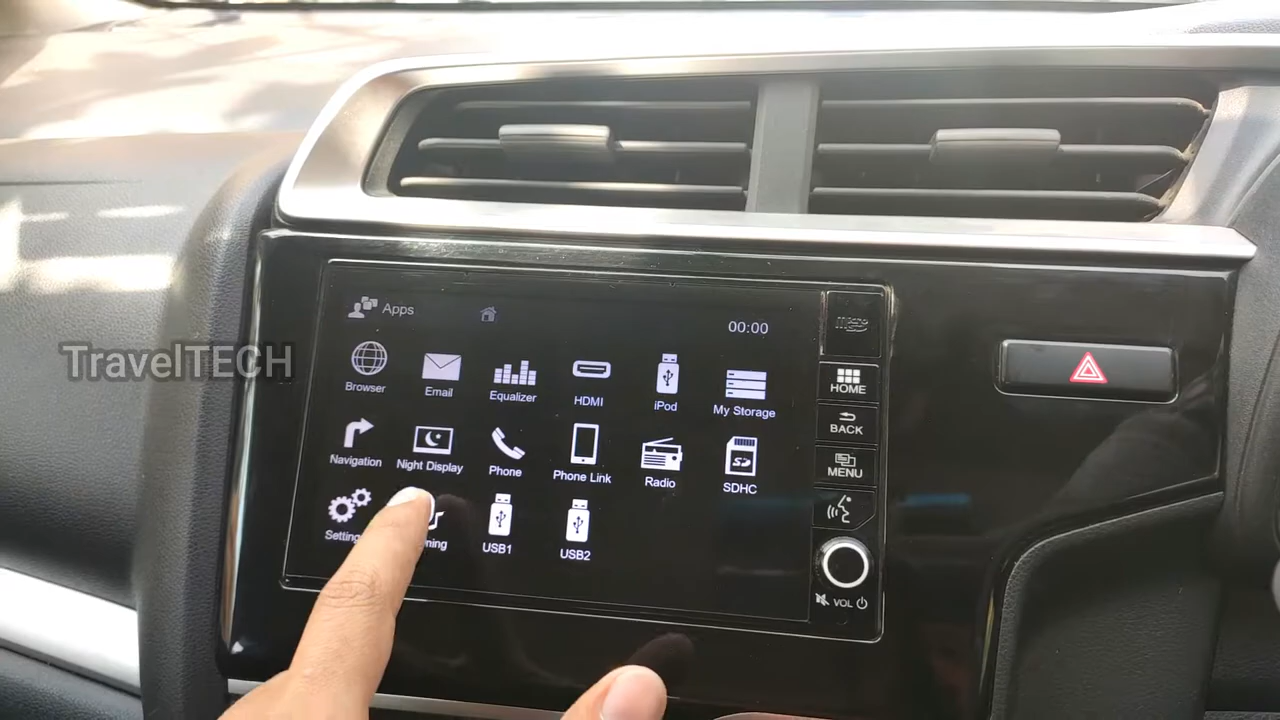 Apps
00:00
TravelTECH
Browser
Email
Equalizer
HDMI
iPod
My Storage
Navigation
Night Display
Phone
Phone Link
Radio
SDHC
USB1
USB2
HOME
BACK
MENU
VOL